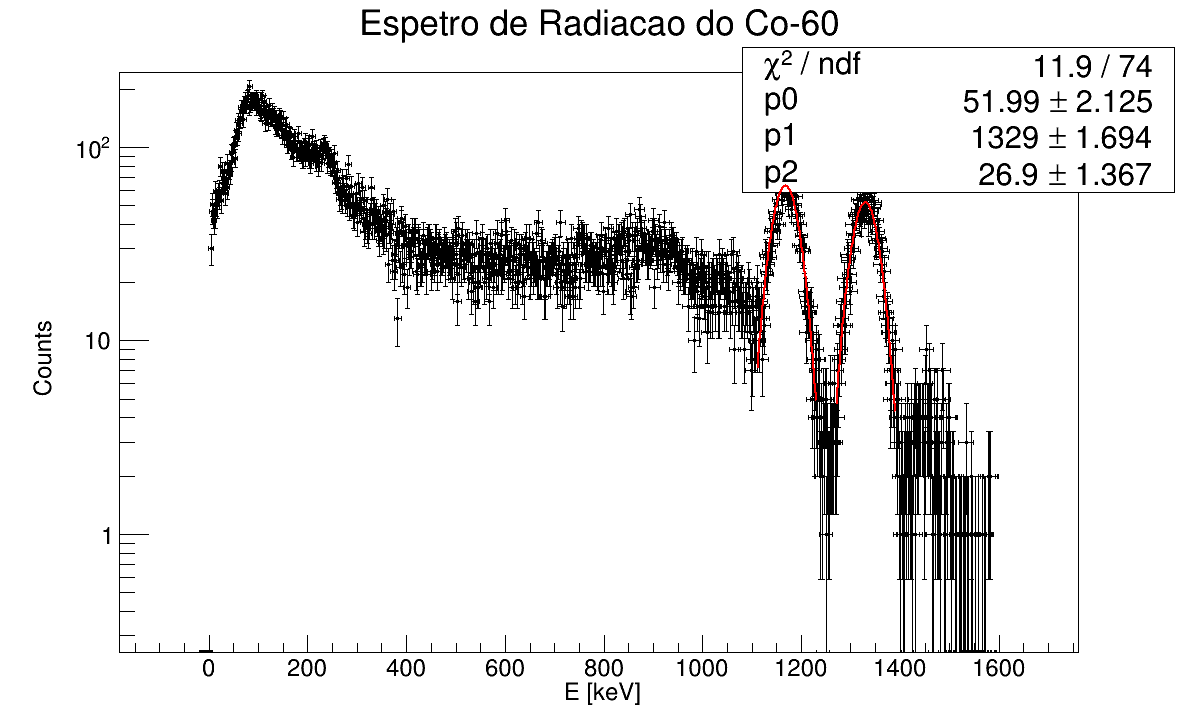 Espetro de Radiacao do Co-60
χ² / ndf 11.9 / 74
p0 51.99 ± 2.125
p1 1329 ± 1.694
p2 26.9 ± 1.367
10²
10
1
Counts
0 200 400 600 800 1000 1200 1400 1600
E [keV]